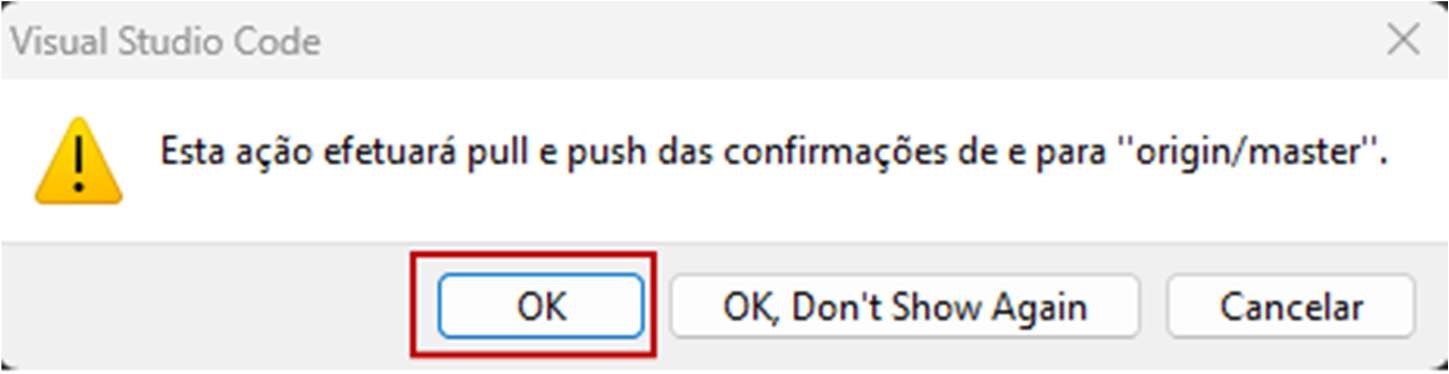 Visual Studio Code
Esta ação efetuará pull e push das confirmações de e para "origin/master".
OK
OK, Don't Show Again
Cancelar